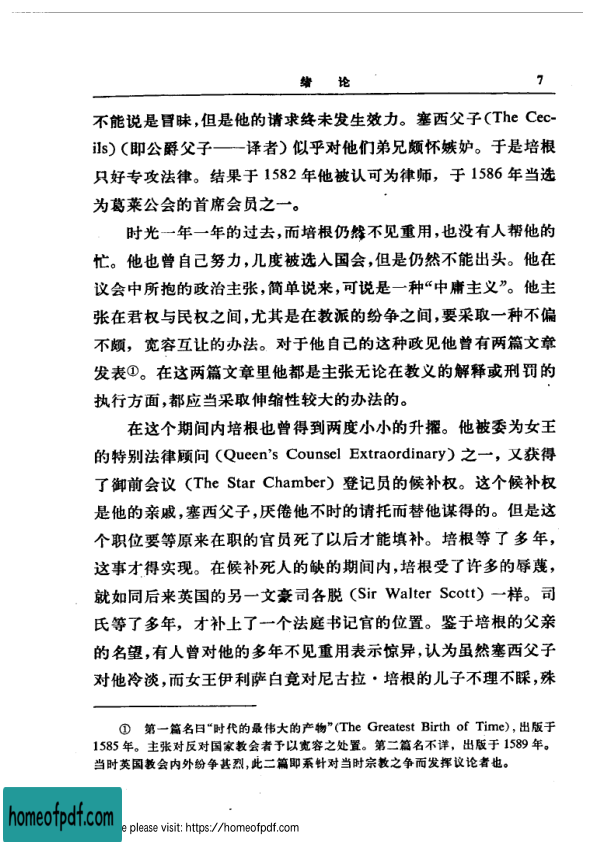 绪 论 7
不能说是冒昧，但是他的请求终未发生效力。塞西父子(The Cec-
ils)(即公爵父子——译者)似乎对他们弟兄颇怀嫉妒。于是培根
只好专攻法律。结果于 1582 年他被认可为律师，于 1586 年当选
为葛莱公会的首席会员之一。
时光一年一年的过去，而培根仍然不见重用，也没有人帮他的
忙。他也曾自己努力，几度被选入国会，但是仍然不能出头。他在
议会中所抱的政治主张，简单说来，可说是一种“中庸主义”。他主
张在君权与民权之间，尤其是在教派的纷争之间，要采取一种不偏
不颇，宽容互让的办法。对于他自己的这种政见他曾有两篇文章
发表①。在这两篇文章里他都是主张无论在教义的解释或刑罚的
执行方面，都应当采取伸缩性较大的办法的。
在这个期间内培根也曾得到两度小小的升擢。他被委为女王
的特别法律顾问 (Queen's Counsel Extraordinary) 之一，又获得
了御前会议 (The Star Chamber) 登记员的候补权。这个候补权
是他的亲戚，塞西父子，厌倦他不时的请托而替他谋得的。但是这
个职位要等原来在职的官员死了以后才能填补。培根等了多年，
这事才得实现。在候补死人的缺的期间内，培根受了许多的辱蔑，
就如同后来英国的另一文豪司各脱 (Sir Walter Scott) 一样。司
氏等了多年，才补上了一个法庭书记官的位置。鉴于培根的父亲
的名望，有人曾对他的多年不见重用表示惊异，认为虽然塞西父子
对他冷淡，而女王伊利萨白竟对尼古拉·培根的儿子不理不睬，殊
① 第一篇名曰“时代的最伟大的产物”(The Greatest Birth of Time)，出版于
1585 年。主张对反对国家教会者予以宽容之处置。第二篇名不详，出版于 1589 年。
当时英国教会内外纷争甚烈，此二篇即系针对当时宗教之争而发挥议论者也。
homeofpdf.com
e please visit: https://homeofpdf.com